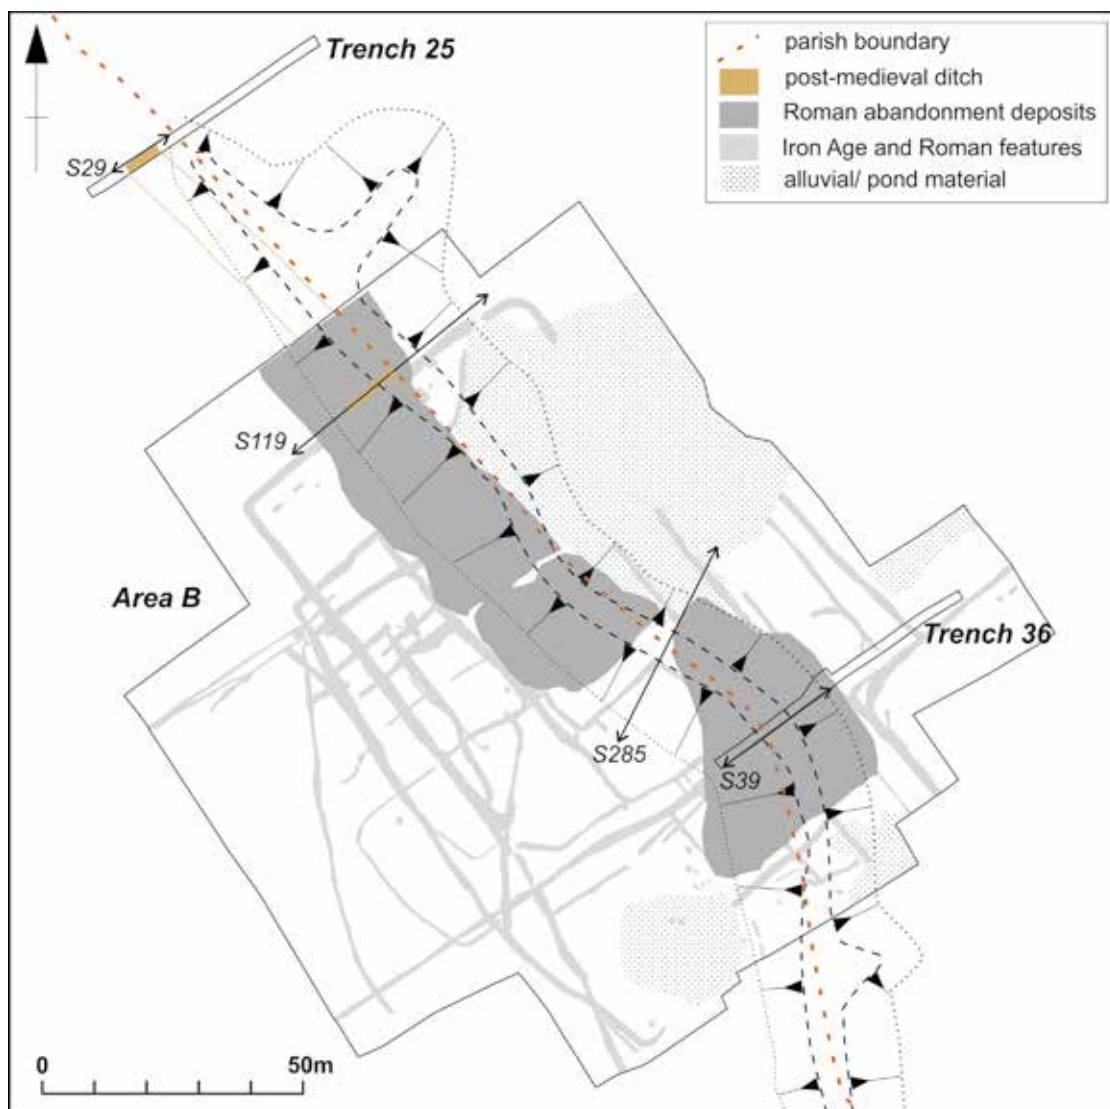 Trench 25
parish boundary
post-medieval ditch
Roman abandonment deposits
Iron Age and Roman features
alluvial/ pond material
S29
S119
Area B
Trench 36
S285
S39
0
50m